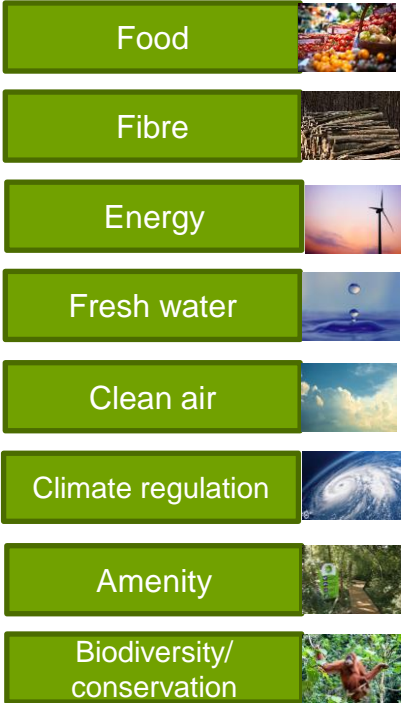 Food
Fibre
Energy
Fresh water
Clean air
Climate regulation
Amenity
Biodiversity/
conservation